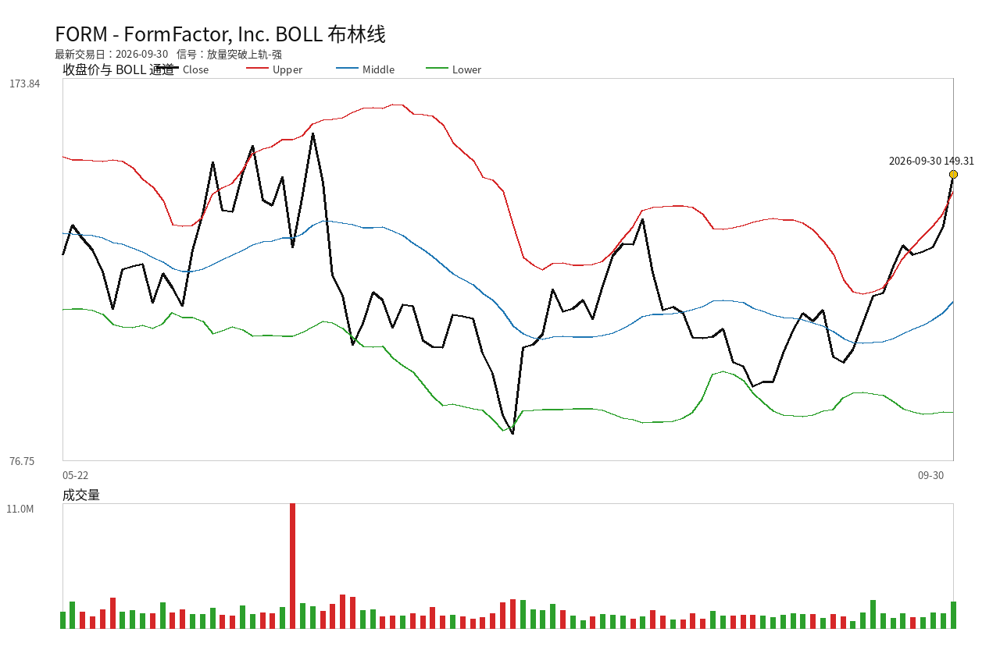 FORM - FormFactor, Inc. BOLL 布林线
最新交易日：2026-09-30 信号：放量突破上轨-强
收盘价与 BOLL 通道 Close Upper Middle Lower
173.84
2026-09-30 149.31
76.75
05-22 09-30
成交量
11.0M